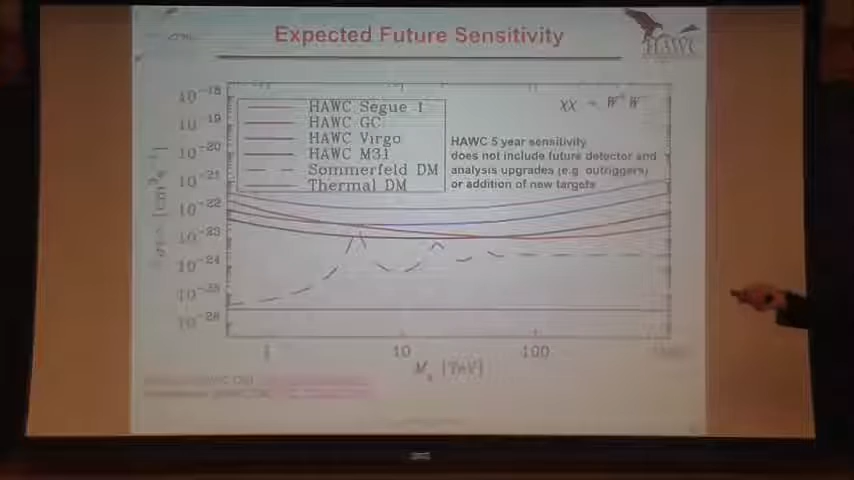 Expected Future Sensitivity
HAWC
HAWC Segue 1
HAWC GC
HAWC Virgo
HAWC M31
Sommerfeld DM
Thermal DM
χχ → W⁺W⁻
HAWC 5 year sensitivity
does not include future detector and
analysis upgrades (e.g. outriggers)
or addition of new targets
10⁻¹⁸
10⁻¹⁹
10⁻²⁰
10⁻²¹
10⁻²²
10⁻²³
10⁻²⁴
10⁻²⁵
10⁻²⁶
1
10
100
[TeV]